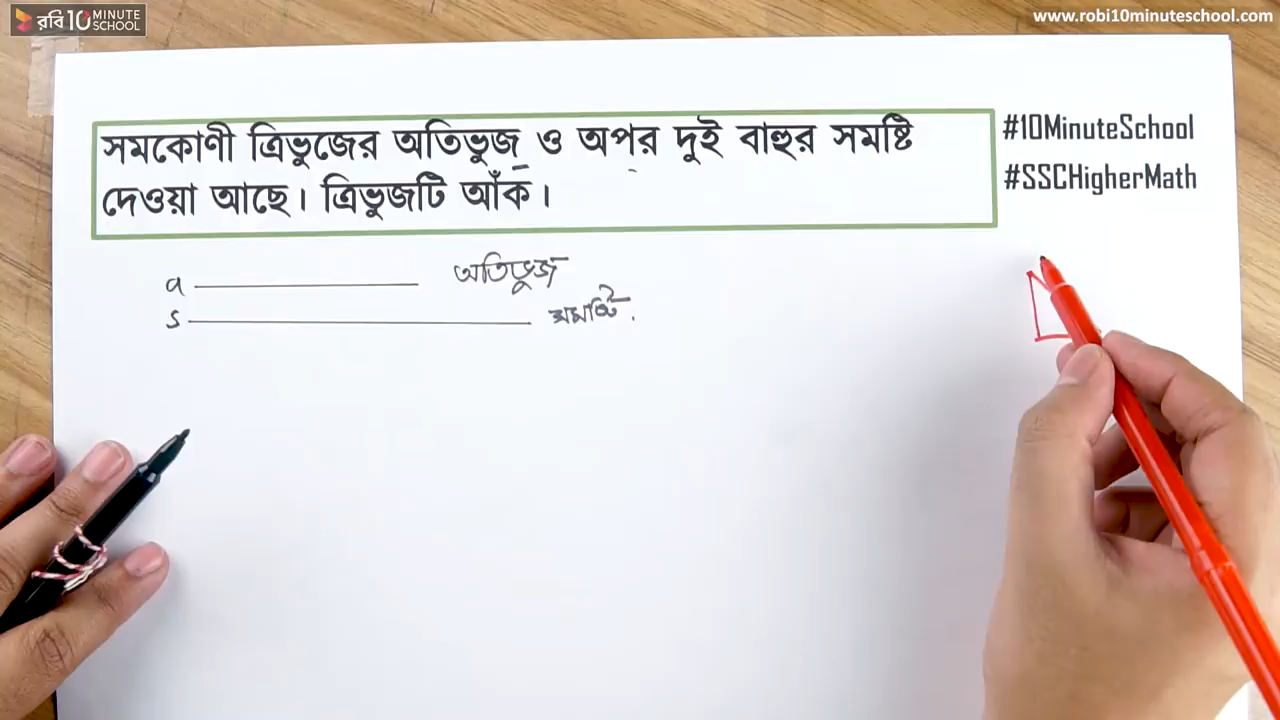 রবি 10 MINUTE SCHOOL
www.robi10minuteschool.com
সমকোণী ত্রিভুজের অতিভুজ ও অপর দুই বাহুর সমষ্টি
দেওয়া আছে। ত্রিভুজটি আঁক।
#10MinuteSchool
#SSCHigherMath
a অতিভুজ
s সমষ্টি.